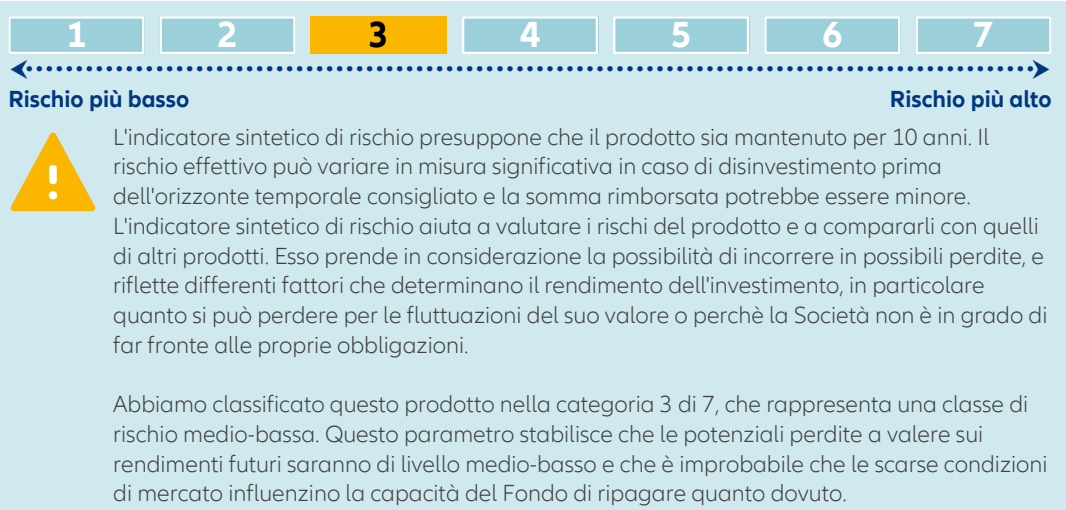 1 2 3 4 5 6 7
Rischio più basso Rischio più alto
L'indicatore sintetico di rischio presuppone che il prodotto sia mantenuto per 10 anni. Il
rischio effettivo può variare in misura significativa in caso di disinvestimento prima
dell'orizzonte temporale consigliato e la somma rimborsata potrebbe essere minore.
L'indicatore sintetico di rischio aiuta a valutare i rischi del prodotto e a compararli con quelli
di altri prodotti. Esso prende in considerazione la possibilità di incorrere in possibili perdite, e
riflette differenti fattori che determinano il rendimento dell'investimento, in particolare
quanto si può perdere per le fluttuazioni del suo valore o perchè la Società non è in grado di
far fronte alle proprie obbligazioni.
Abbiamo classificato questo prodotto nella categoria 3 di 7, che rappresenta una classe di
rischio medio-bassa. Questo parametro stabilisce che le potenziali perdite a valere sui
rendimenti futuri saranno di livello medio-basso e che è improbabile che le scarse condizioni
di mercato influenzino la capacità del Fondo di ripagare quanto dovuto.